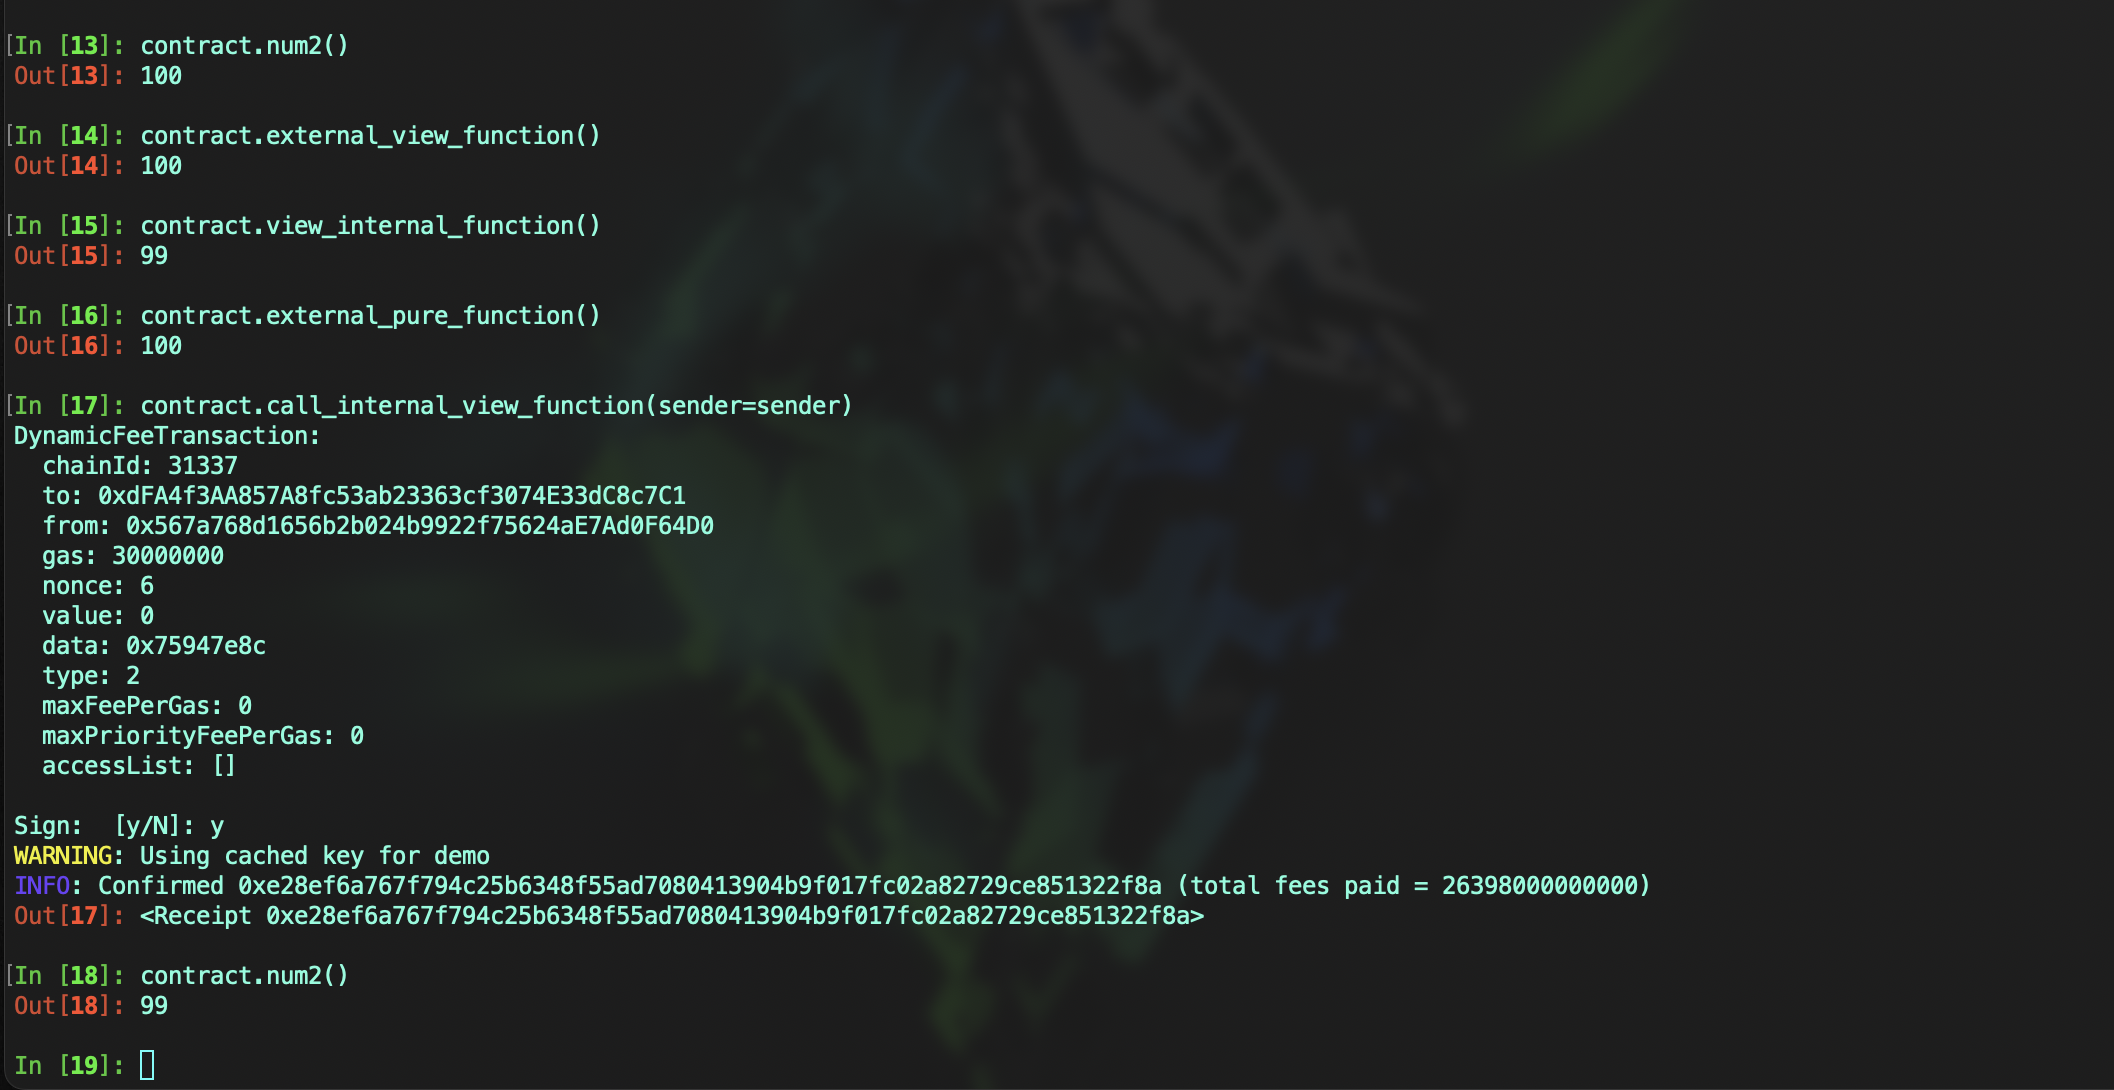 [In [13]: contract.num2()
Out[13]: 100
[In [14]: contract.external_view_function()
Out[14]: 100
[In [15]: contract.view_internal_function()
Out[15]: 99
[In [16]: contract.external_pure_function()
Out[16]: 100
[In [17]: contract.call_internal_view_function(sender=sender)
DynamicFeeTransaction:
  chainId: 31337
  to: 0xdFA4f3AA857A8fc53ab23363cf3074E33dC8c7C1
  from: 0x567a768d1656b2b024b9922f75624aE7Ad0F64D0
  gas: 30000000
  nonce: 6
  value: 0
  data: 0x75947e8c
  type: 2
  maxFeePerGas: 0
  maxPriorityFeePerGas: 0
  accessList: []
Sign:  [y/N]: y
WARNING: Using cached key for demo
INFO: Confirmed 0xe28ef6a767f794c25b6348f55ad7080413904b9f017fc02a82729ce851322f8a (total fees paid = 26398000000000)
Out[17]: <Receipt 0xe28ef6a767f794c25b6348f55ad7080413904b9f017fc02a82729ce851322f8a>
[In [18]: contract.num2()
Out[18]: 99
In [19]: